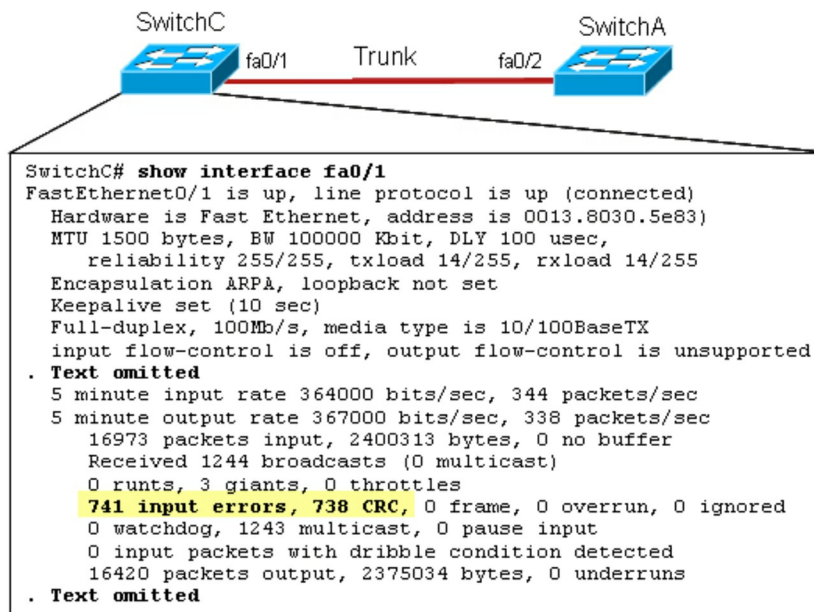 SwitchC
SwitchA
fa0/1
Trunk
fa0/2
SwitchC# show interface fa0/1
FastEthernet0/1 is up, line protocol is up (connected)
Hardware is Fast Ethernet, address is 0013.8030.5e83)
MTU 1500 bytes, BW 100000 Kbit, DLY 100 usec,
reliability 255/255, txload 14/255, rxload 14/255
Encapsulation ARPA, loopback not set
Keepalive set (10 sec)
Full-duplex, 100Mb/s, media type is 10/100BaseTX
input flow-control is off, output flow-control is unsupported
. Text omitted
5 minute input rate 364000 bits/sec, 344 packets/sec
5 minute output rate 367000 bits/sec, 338 packets/sec
16973 packets input, 2400313 bytes, 0 no buffer
Received 1244 broadcasts (0 multicast)
0 runts, 3 giants, 0 throttles
741 input errors, 738 CRC, 0 frame, 0 overrun, 0 ignored
0 watchdog, 1243 multicast, 0 pause input
0 input packets with dribble condition detected
16420 packets output, 2375034 bytes, 0 underruns
. Text omitted